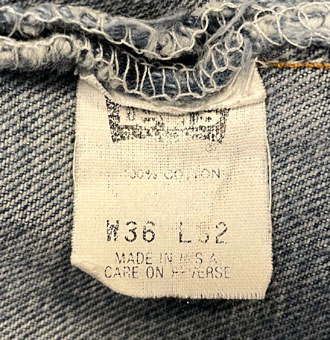 100% COTTON
W36 L32
MADE IN U.S.A.
CARE ON REVERSE